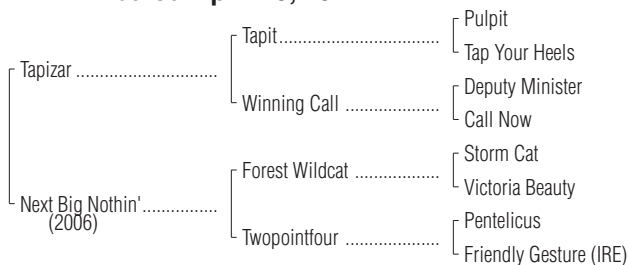 Pulpit
Tapit
Tap Your Heels
Tapizar
Deputy Minister
Winning Call
Call Now
Storm Cat
Forest Wildcat
Victoria Beauty
Next Big Nothin'
(2006)
Pentelicus
Twopointfour
Friendly Gesture (IRE)